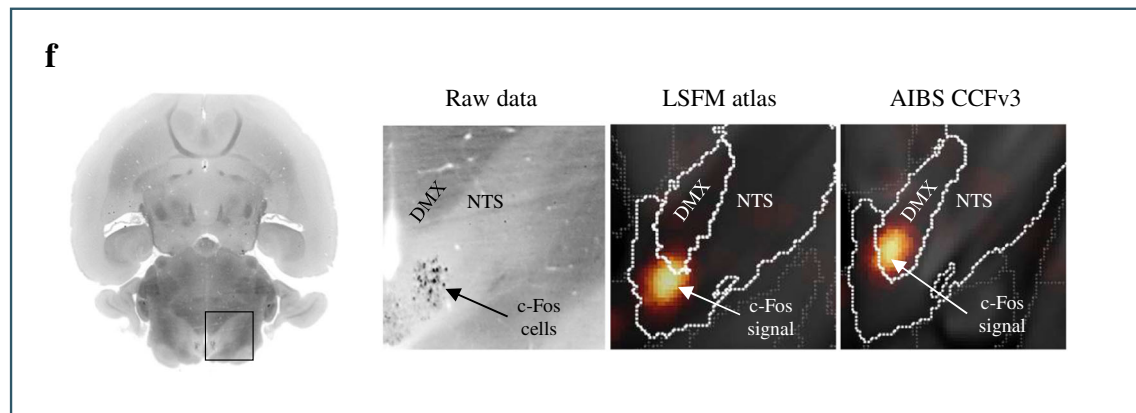 f
Raw data
LSFM atlas
AIBS CCFv3
DMX
NTS
c-Fos
cells
DMX
NTS
c-Fos
signal
DMX
NTS
c-Fos
signal